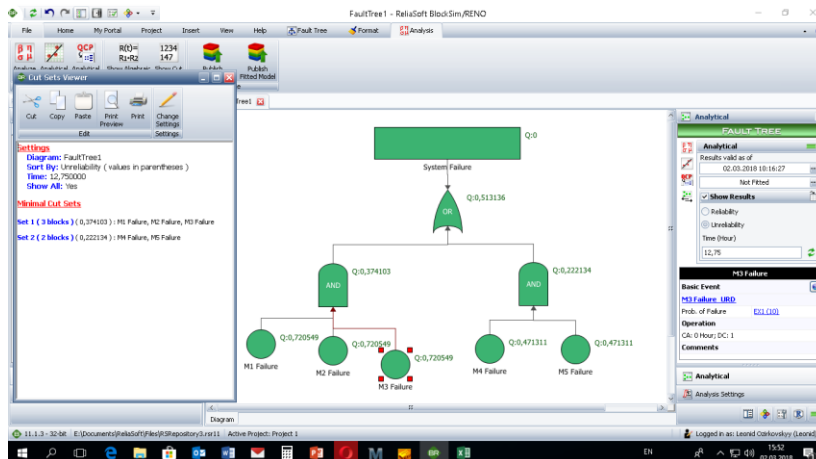 FaultTree1 - ReliaSoft BlockSim/RENO
File Home My Portal Project Insert View Help Fault Tree Format Analysis
β η σ μ QCP R(t)= R1•R2 1234 147
Publish Fitted Model
Cut Sets Viewer
Cut Copy Paste Print Preview Print Change Settings
Edit Settings
Settings
Diagram: FaultTree1
Sort By: Unreliability ( values in parentheses )
Time: 12,750000
Show All: Yes
Minimal Cut Sets
Set 1 ( 3 blocks ) ( 0,374103 ) : M1 Failure, M2 Failure, M3 Failure
Set 2 ( 2 blocks ) ( 0,222134 ) : M4 Failure, M5 Failure
Q:0
System Failure
Q:0,513136
OR
Q:0,374103
AND
Q:0,222134
AND
Q:0,720549
M1 Failure
Q:0,720549
M2 Failure
Q:0,720549
M3 Failure
Q:0,471311
M4 Failure
Q:0,471311
M5 Failure
Diagram
Analytical
FAULT TREE
Analytical
Results valid as of
02.03.2018 18:16:27
Not Fitted
Show Results
Reliability
Unreliability
Time (Hour)
12,75
M3 Failure
Basic Event
M3 Failure_URD
Prob. of Failure EX1 (10)
Operation
CA: 0 Hour; DC: 1
Comments
Analytical
Analysis Settings
11.1.3 - 32-bit E:\Documents\ReliaSoft\Files\RSRepository3.rsr11 Active Project: Project 1
Logged in as: Leonid Ozirkovskyy (Leonid)
EN 15:52
02.03.2018